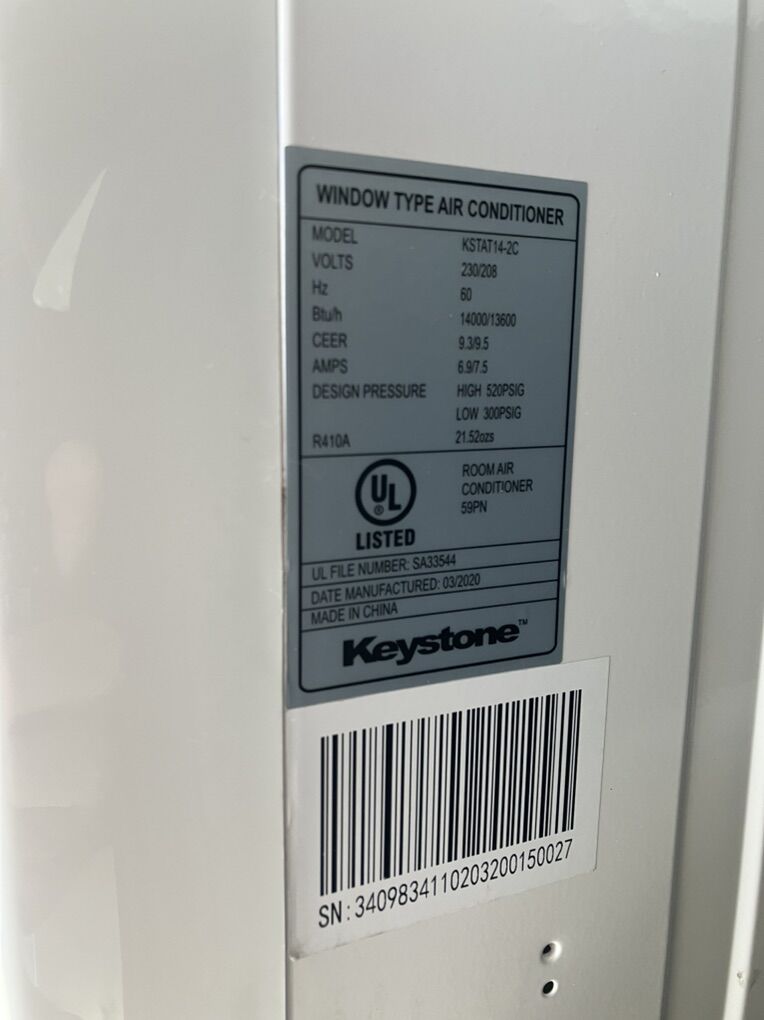 WINDOW TYPE AIR CONDITIONER
MODEL KSTAT14-2C
VOLTS 230/208
Hz 60
Btu/h 14000/13600
CEER 9.3/9.5
AMPS 6.9/7.5
DESIGN PRESSURE HIGH 520PSIG
LOW 300PSIG
R410A 21.52ozs
UL ®
LISTED
ROOM AIR
CONDITIONER
59PN
UL FILE NUMBER: SA33544
DATE MANUFACTURED: 03/2020
MADE IN CHINA
Keystone™
SN: 3409834110203200150027